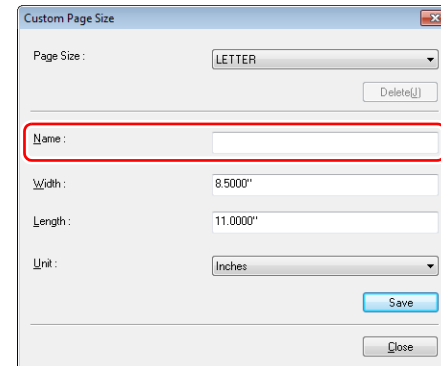 Custom Page Size
Page Size : LETTER
Delete(J)
Name :
Width : 8.5000"
Length : 11.0000"
Unit : Inches
Save
Close